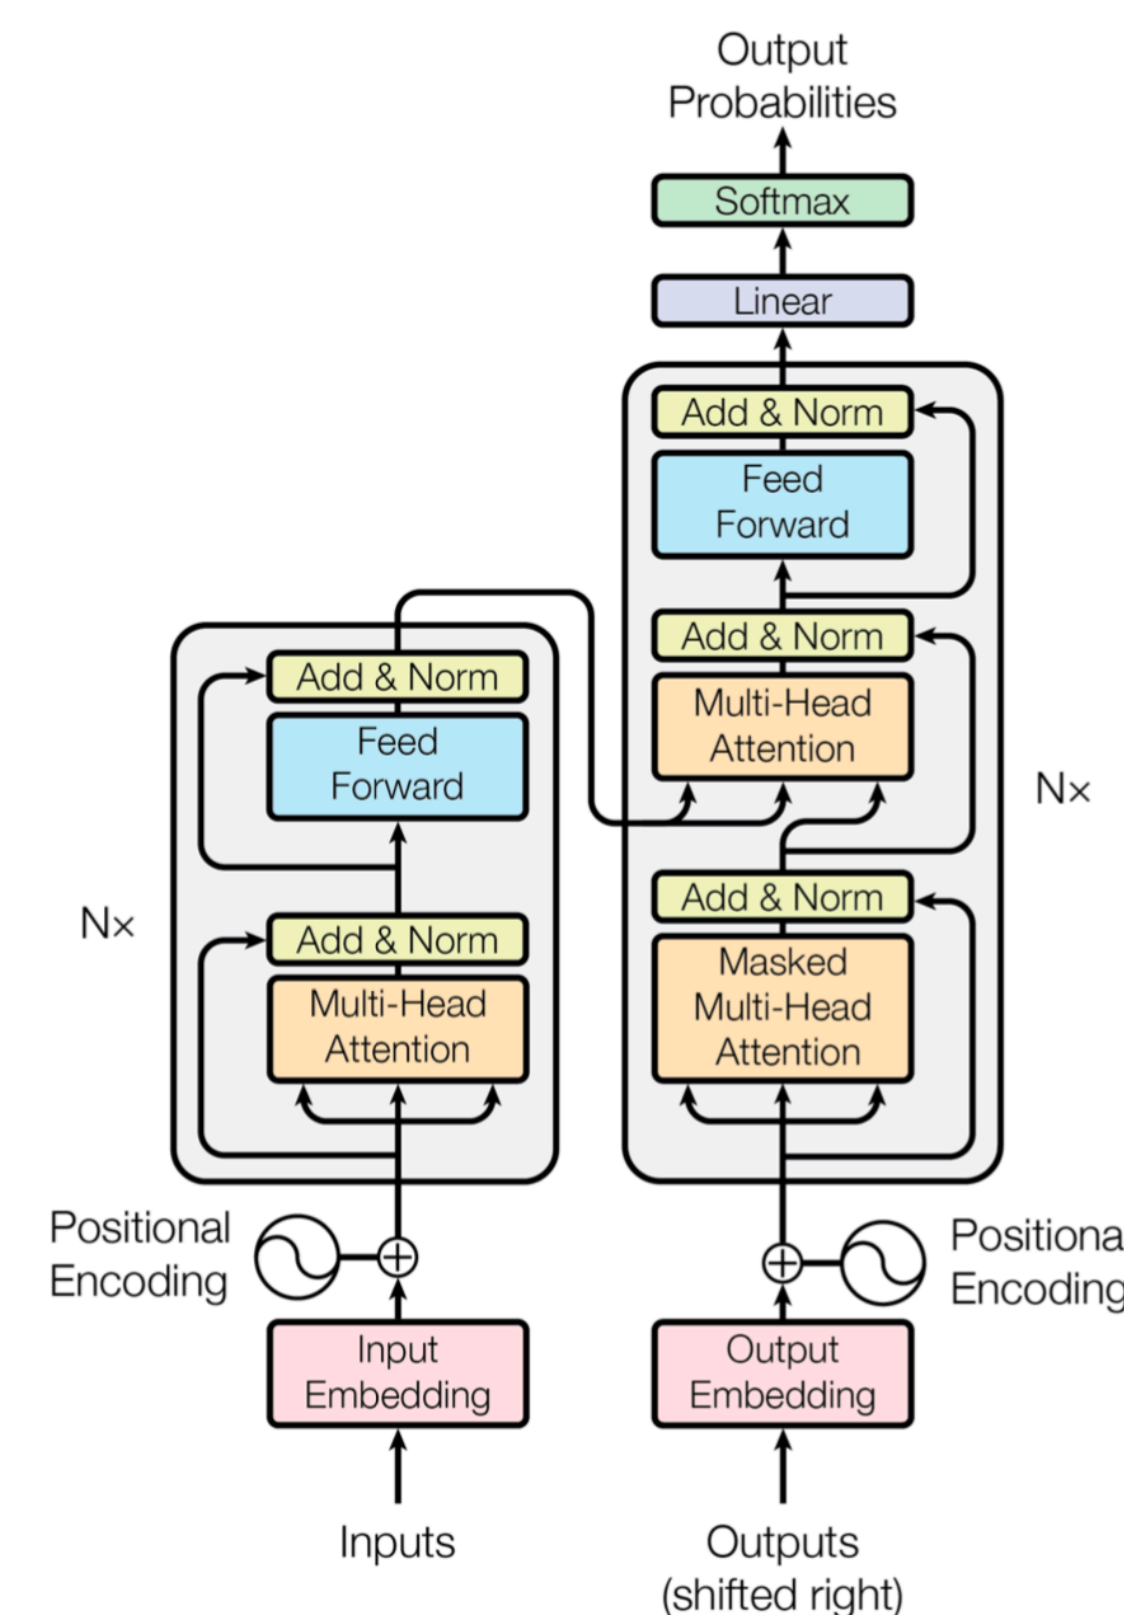 Output
Probabilities
Softmax
Linear
Add & Norm
Feed
Forward
Add & Norm
Multi-Head
Attention
Add & Norm
Masked
Multi-Head
Attention
Nx
Add & Norm
Feed
Forward
Add & Norm
Multi-Head
Attention
Nx
Positional
Encoding
Input
Embedding
Inputs
Positiona
Encoding
Output
Embedding
Outputs
(shifted right)